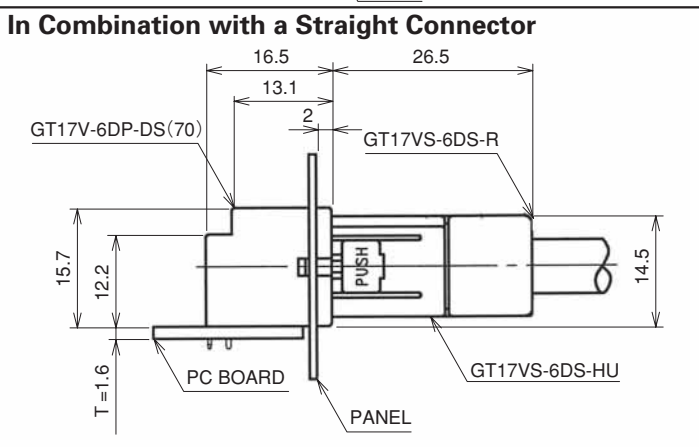 In Combination with a Straight Connector
16.5
26.5
13.1
2
GT17V-6DP-DS(70)
GT17VS-6DS-R
15.7
12.2
PUSH
14.5
T=1.6
PC BOARD
GT17VS-6DS-HU
PANEL